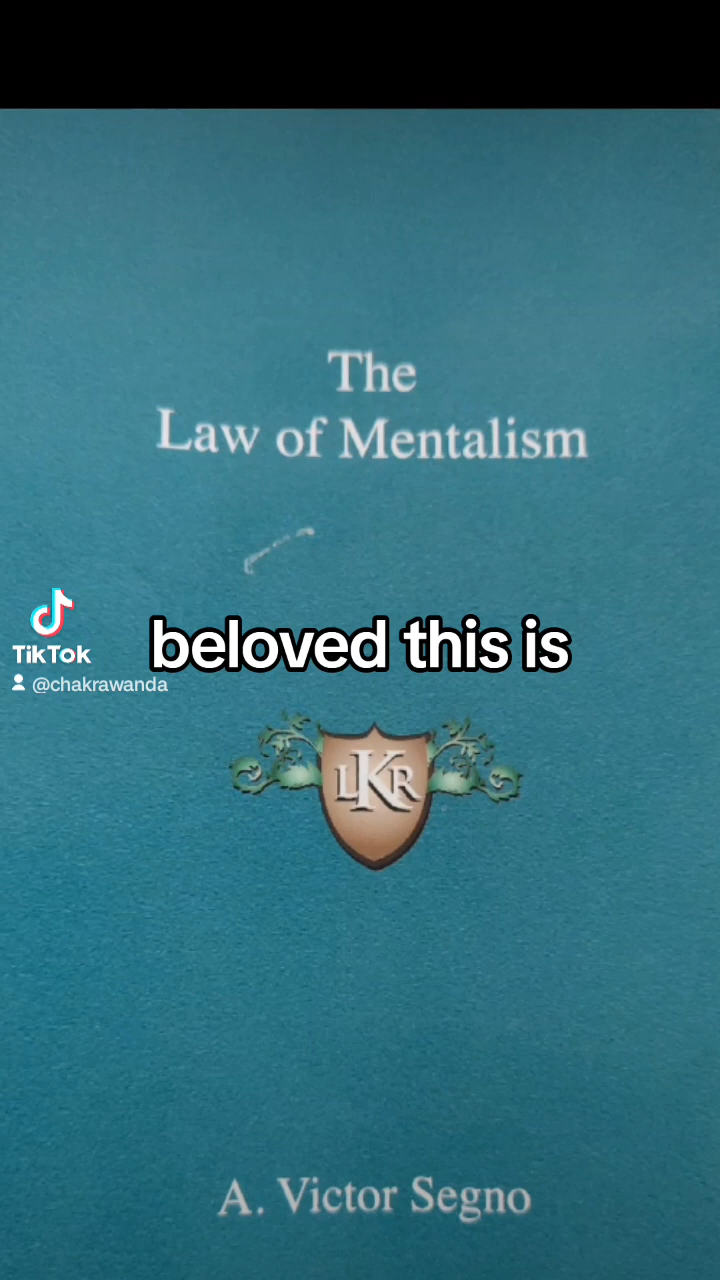 The
Law of Mentalism
beloved this is
TikTok
@chakrawanda
LKR
A. Victor Segno